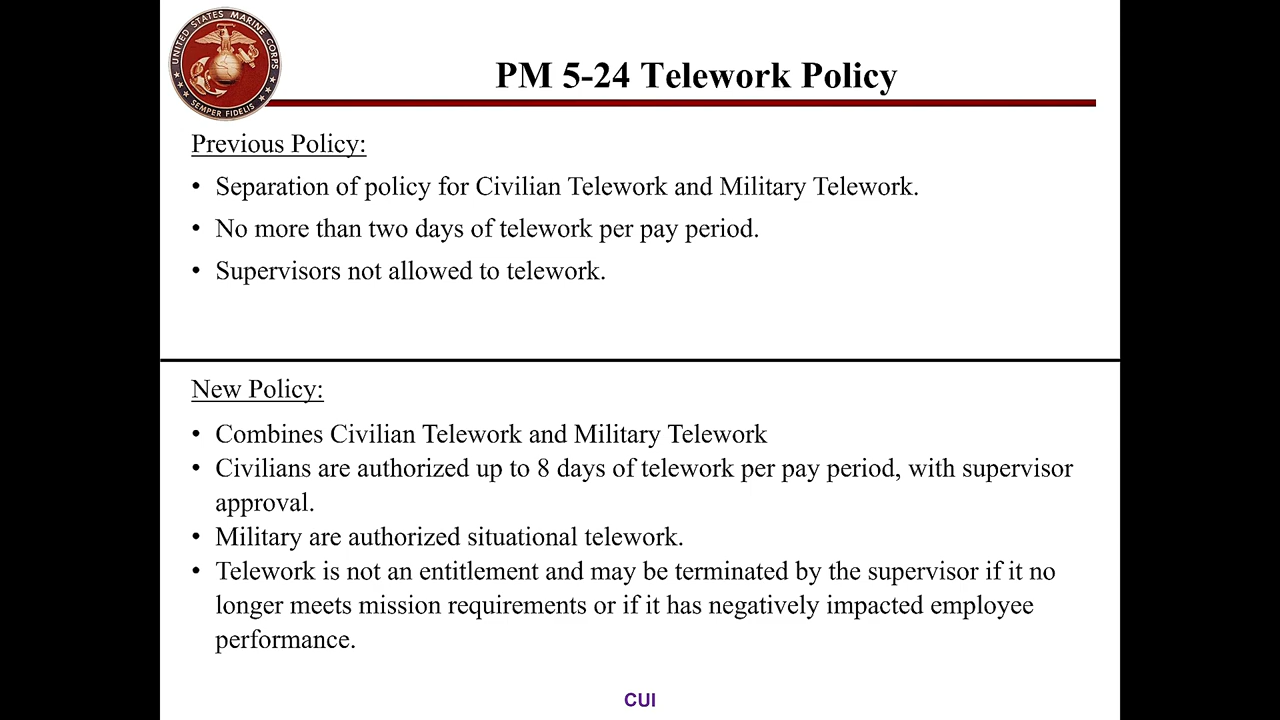 UNITED STATES MARINE CORPS
SEMPER FIDELIS
PM 5-24 Telework Policy
Previous Policy:
• Separation of policy for Civilian Telework and Military Telework.
• No more than two days of telework per pay period.
• Supervisors not allowed to telework.
New Policy:
• Combines Civilian Telework and Military Telework
• Civilians are authorized up to 8 days of telework per pay period, with supervisor
approval.
• Military are authorized situational telework.
• Telework is not an entitlement and may be terminated by the supervisor if it no
longer meets mission requirements or if it has negatively impacted employee
performance.
CUI